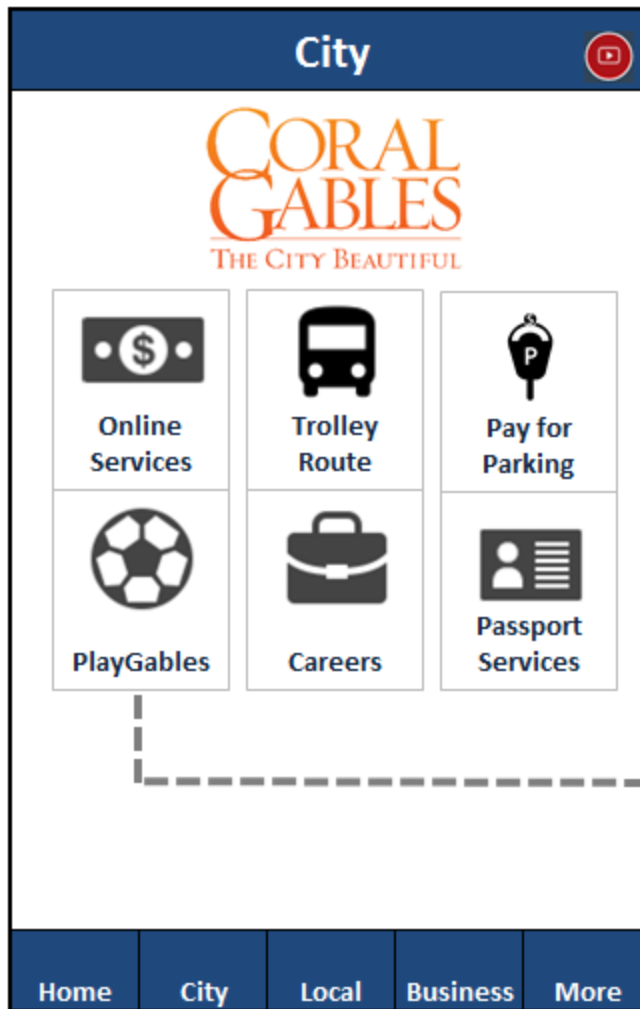 City
CORAL
GABLES
THE CITY BEAUTIFUL
$
$
P
Online
Services
Trolley
Route
Pay for
Parking
PlayGables
Careers
Passport
Services
Home
City
Local
Business
More